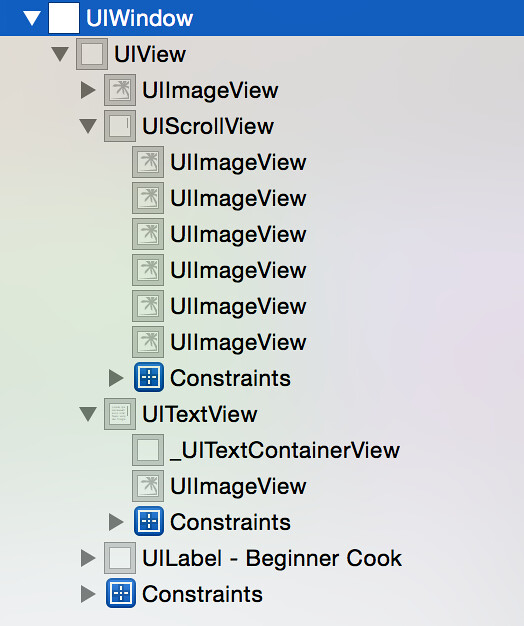 UIWindow
UIView
UIImageView
UIScrollView
UIImageView
UIImageView
UIImageView
UIImageView
UIImageView
UIImageView
Constraints
UITextView
_UITextContainerView
UIImageView
Constraints
UILabel - Beginner Cook
Constraints